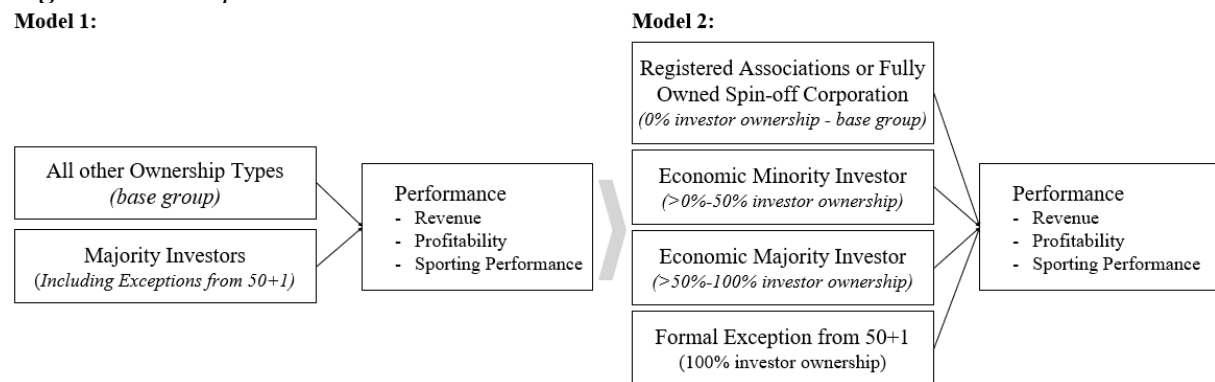 Model 1:
All other Ownership Types
(base group)
Majority Investors
(Including Exceptions from 50+1)
Performance
- Revenue
- Profitability
- Sporting Performance
Model 2:
Registered Associations or Fully
Owned Spin-off Corporation
(0% investor ownership - base group)
Economic Minority Investor
(>0%-50% investor ownership)
Economic Majority Investor
(>50%-100% investor ownership)
Formal Exception from 50+1
(100% investor ownership)
Performance
- Revenue
- Profitability
- Sporting Performance